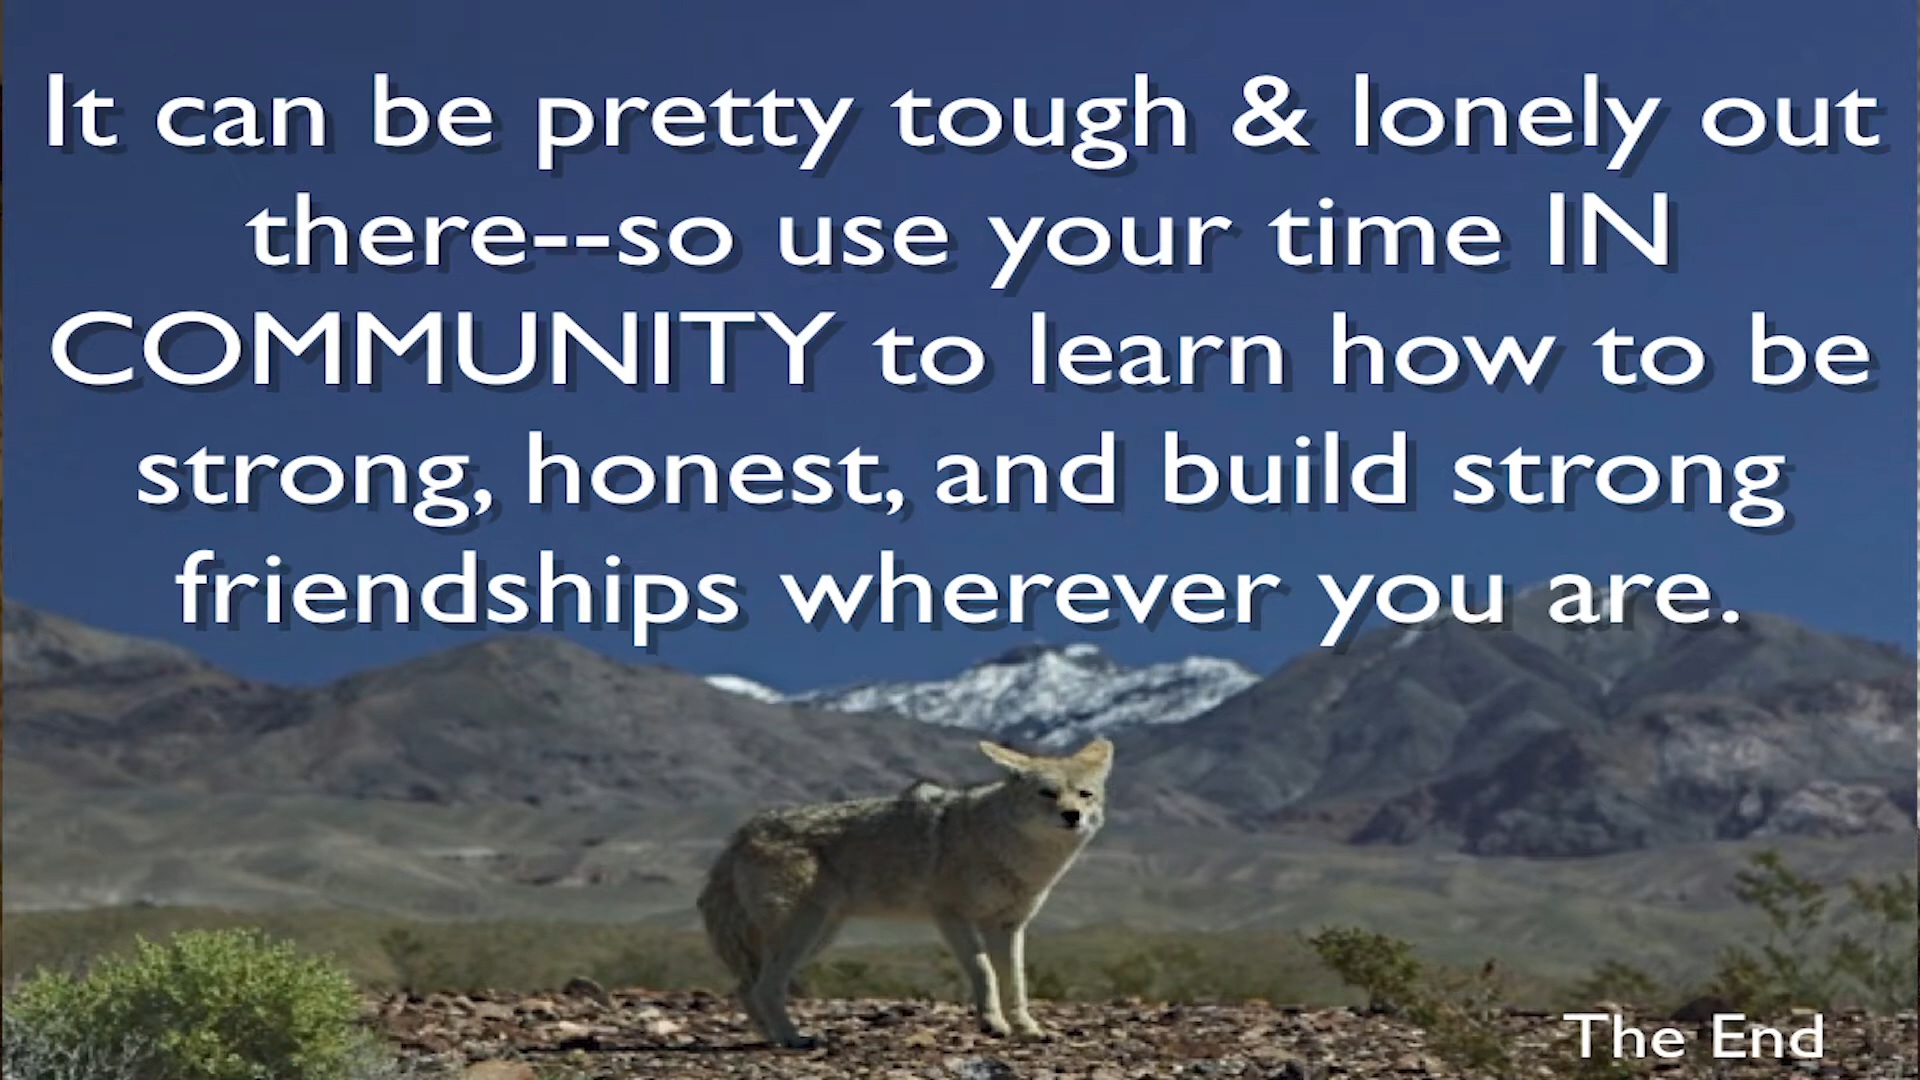 It can be pretty tough & lonely out
there--so use your time IN
COMMUNITY to learn how to be
strong, honest, and build strong
friendships wherever you are.
The End